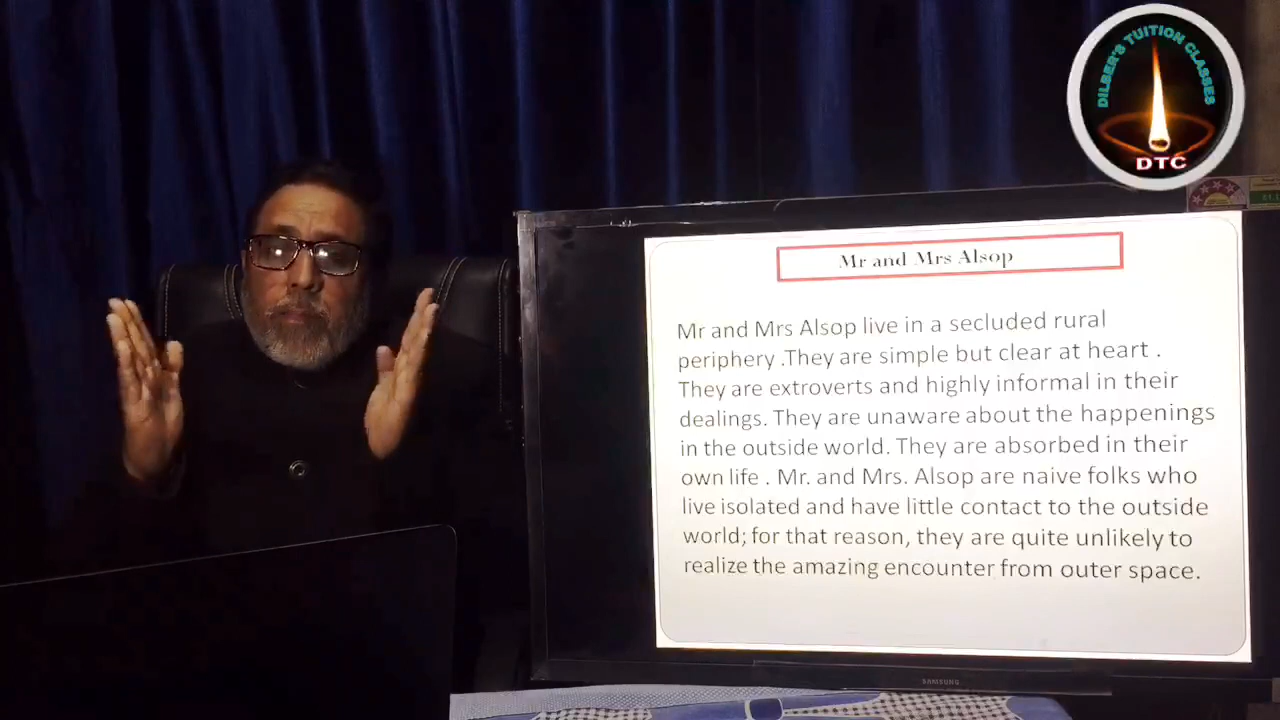 DILBER'S TUITION CLASSES
DTC
Mr and Mrs Alsop
Mr and Mrs Alsop live in a secluded rural
periphery .They are simple but clear at heart .
They are extroverts and highly informal in their
dealings. They are unaware about the happenings
in the outside world. They are absorbed in their
own life . Mr. and Mrs. Alsop are naive folks who
live isolated and have little contact to the outside
world; for that reason, they are quite unlikely to
realize the amazing encounter from outer space.
SAMSUNG